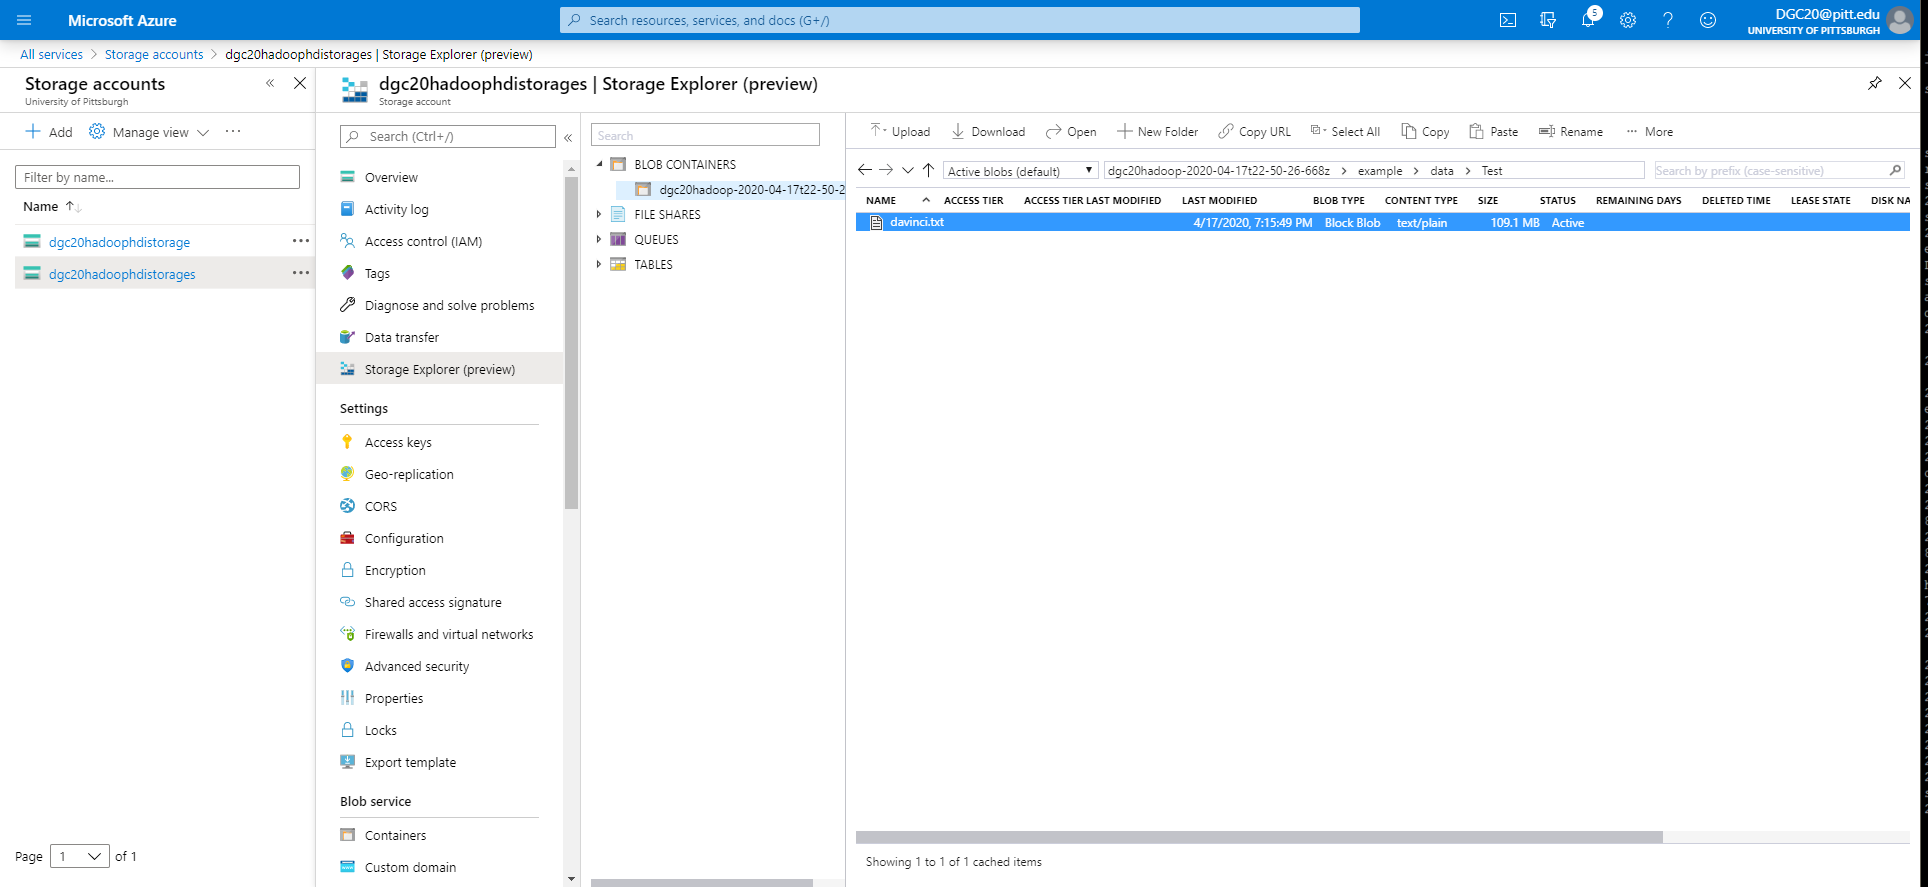 Microsoft Azure
Search resources, services, and docs (G+/)
5
DGC20@pitt.edu
UNIVERSITY OF PITTSBURGH
All services > Storage accounts > dgc20hadoophdistorages | Storage Explorer (preview)
Storage accounts
University of Pittsburgh
Add
Manage view
Filter by name...
Name
dgc20hadoophdistorage
dgc20hadoophdistorages
Page 1 of 1
dgc20hadoophdistorages | Storage Explorer (preview)
Storage account
Search (Ctrl+/)
Overview
Activity log
Access control (IAM)
Tags
Diagnose and solve problems
Data transfer
Storage Explorer (preview)
Settings
Access keys
Geo-replication
CORS
Configuration
Encryption
Shared access signature
Firewalls and virtual networks
Advanced security
Properties
Locks
Export template
Blob service
Containers
Custom domain
Search
BLOB CONTAINERS
dgc20hadoop-2020-04-17t22-50-2
FILE SHARES
QUEUES
TABLES
Upload Download Open New Folder Copy URL Select All Copy Paste Rename More
Active blobs (default) dgc20hadoop-2020-04-17t22-50-26-668z > example > data > Test Search by prefix (case-sensitive)
NAME ACCESS TIER ACCESS TIER LAST MODIFIED LAST MODIFIED BLOB TYPE CONTENT TYPE SIZE STATUS REMAINING DAYS DELETED TIME LEASE STATE DISK NA
davinci.txt 4/17/2020, 7:15:49 PM Block Blob text/plain 109.1 MB Active
Showing 1 to 1 of 1 cached items